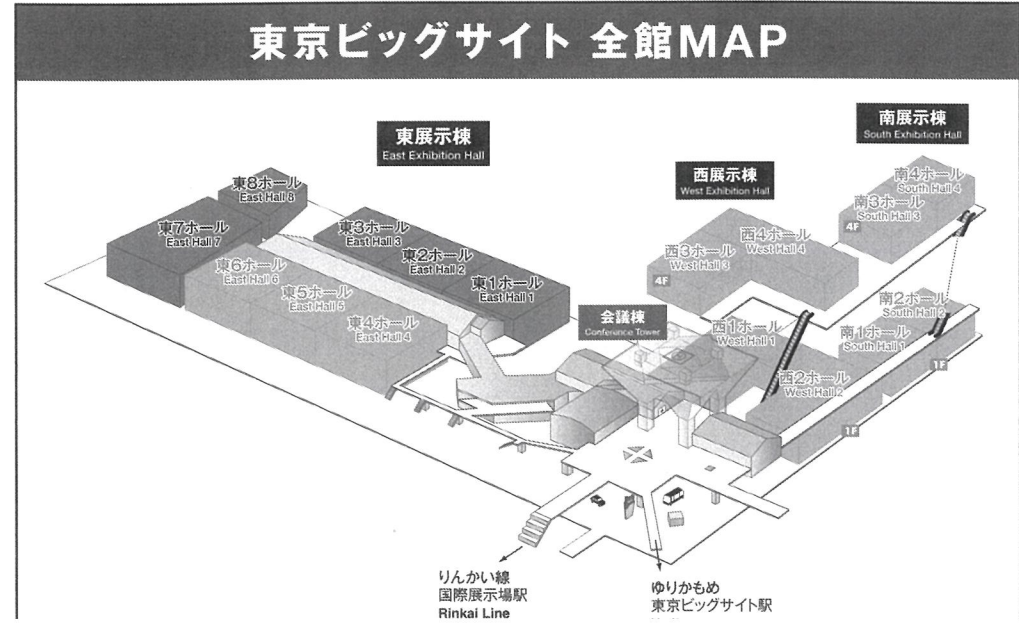 東京ビッグサイト 全館MAP
東展示棟
East Exhibition Hall
南展示棟
South Exhibition Hall
西展示棟
West Exhibition Hall
東8ホール
East Hall 8
東7ホール
East Hall 7
東3ホール
East Hall 3
東2ホール
East Hall 2
東1ホール
East Hall 1
東6ホール
East Hall 6
東5ホール
East Hall 5
東4ホール
East Hall 4
南4ホール
South Hall 4
南3ホール
South Hall 3
4F
西4ホール
West Hall 4
西3ホール
West Hall 3
4F
会議棟
Conference Tower
西1ホール
West Hall 1
西2ホール
West Hall 2
南2ホール
South Hall 2
南1ホール
South Hall 1
1F
1F
りんかい線
国際展示場駅
Rinkai Line
ゆりかもめ
東京ビッグサイト駅